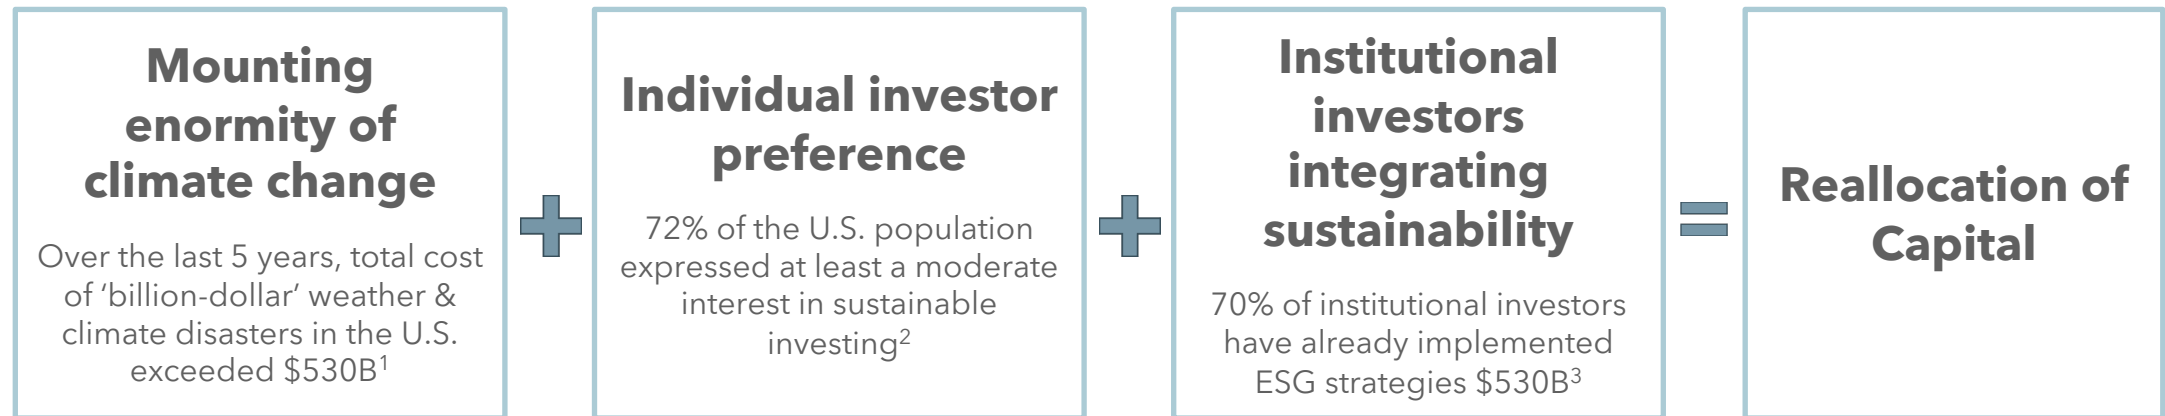 Mounting
enormity of
climate change
Over the last 5 years, total cost
of ‘billion-dollar’ weather &
climate disasters in the U.S.
exceeded $530B¹
+
Individual investor
preference
72% of the U.S. population
expressed at least a moderate
interest in sustainable
investing²
+
Institutional
investors
integrating
sustainability
70% of institutional investors
have already implemented
ESG strategies $530B³
=
Reallocation of
Capital